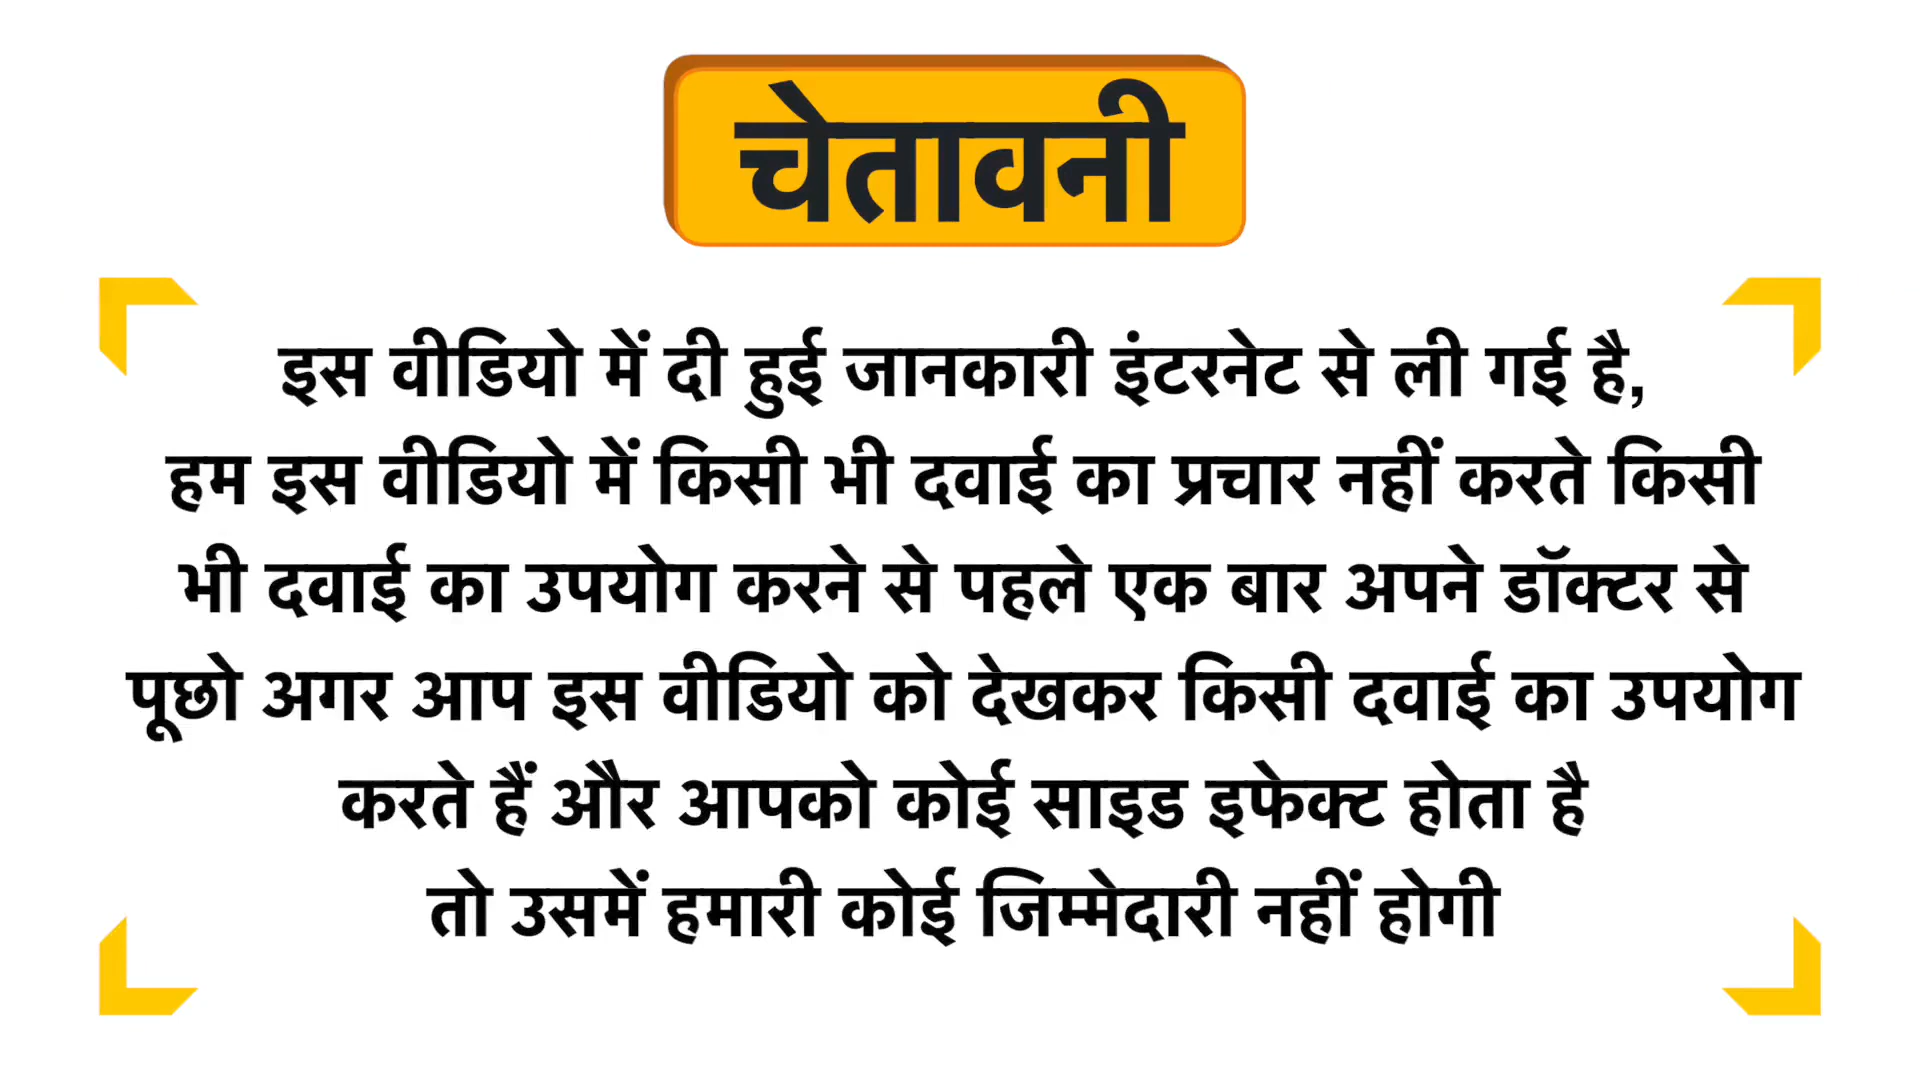 चेतावनी
इस वीडियो में दी हुई जानकारी इंटरनेट से ली गई है,
हम इस वीडियो में किसी भी दवाई का प्रचार नहीं करते किसी
भी दवाई का उपयोग करने से पहले एक बार अपने डॉक्टर से
पूछो अगर आप इस वीडियो को देखकर किसी दवाई का उपयोग
करते हैं और आपको कोई साइड इफेक्ट होता है
तो उसमें हमारी कोई जिम्मेदारी नहीं होगी